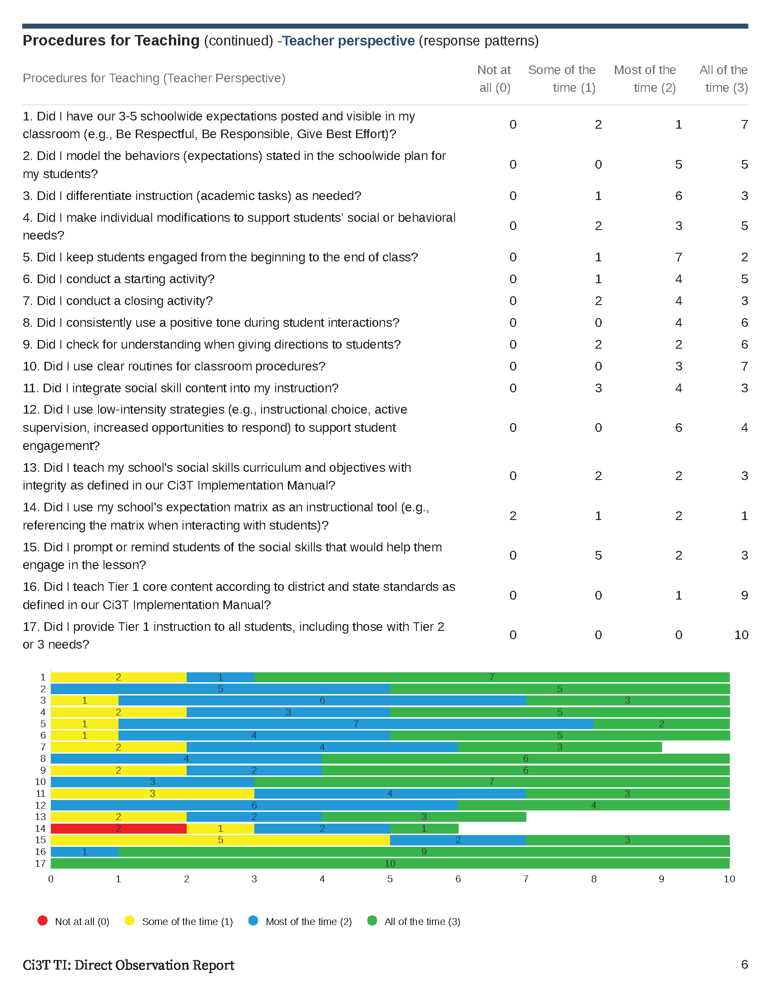 Procedures for Teaching (continued) -Teacher perspective (response patterns)
Procedures for Teaching (Teacher Perspective) Not at all (0) Some of the time (1) Most of the time (2) All of the time (3)
1. Did I have our 3-5 schoolwide expectations posted and visible in my
classroom (e.g., Be Respectful, Be Responsible, Give Best Effort)? 0 2 1 7
2. Did I model the behaviors (expectations) stated in the schoolwide plan for
my students? 0 0 5 5
3. Did I differentiate instruction (academic tasks) as needed? 0 1 6 3
4. Did I make individual modifications to support students’ social or behavioral
needs? 0 2 3 5
5. Did I keep students engaged from the beginning to the end of class? 0 1 7 2
6. Did I conduct a starting activity? 0 1 4 5
7. Did I conduct a closing activity? 0 2 4 3
8. Did I consistently use a positive tone during student interactions? 0 0 4 6
9. Did I check for understanding when giving directions to students? 0 2 2 6
10. Did I use clear routines for classroom procedures? 0 0 3 7
11. Did I integrate social skill content into my instruction? 0 3 4 3
12. Did I use low-intensity strategies (e.g., instructional choice, active
supervision, increased opportunities to respond) to support student
engagement? 0 0 6 4
13. Did I teach my school's social skills curriculum and objectives with
integrity as defined in our Ci3T Implementation Manual? 0 2 2 3
14. Did I use my school's expectation matrix as an instructional tool (e.g.,
referencing the matrix when interacting with students)? 2 1 2 1
15. Did I prompt or remind students of the social skills that would help them
engage in the lesson? 0 5 2 3
16. Did I teach Tier 1 core content according to district and state standards as
defined in our Ci3T Implementation Manual? 0 0 1 9
17. Did I provide Tier 1 instruction to all students, including those with Tier 2
or 3 needs? 0 0 0 10
1 2 1 7
2 5 5
3 1 6 3
4 2 3 5
5 1 7 2
6 1 4 5
7 2 4 3
8 4 6
9 2 2 6
10 3 7
11 3 4 3
12 6 4
13 2 2 3
14 2 1 2 1
15 5 2 3
16 1 9
17 10
0 1 2 3 4 5 6 7 8 9 10
Not at all (0) Some of the time (1) Most of the time (2) All of the time (3)
Ci3T TI: Direct Observation Report 6